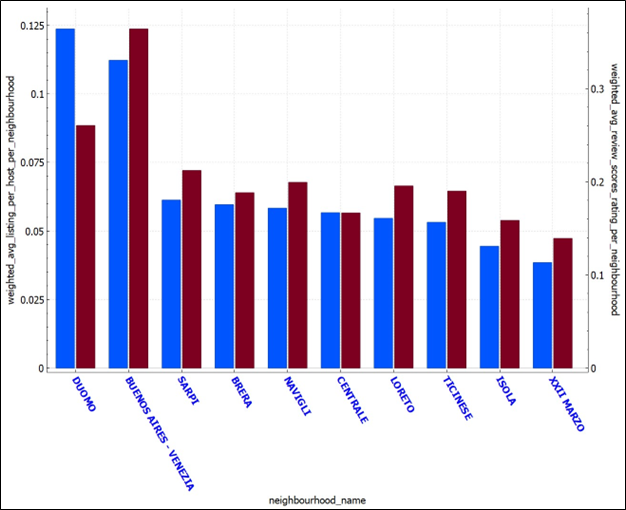 0.125
0.1
0.075
0.05
0.025
0
weighted_avg_listing_per_host_per_neighbourhood
0.3
0.2
0.1
0
weighted_avg_review_scores_rating_per_neighbourhood
DUOMO
BUENOS AIRES - VENEZIA
SARPI
BRERA
NAVIGLI
CENTRALE
LORETO
TICINESE
ISOLA
XXII MARZO
neighbourhood_name